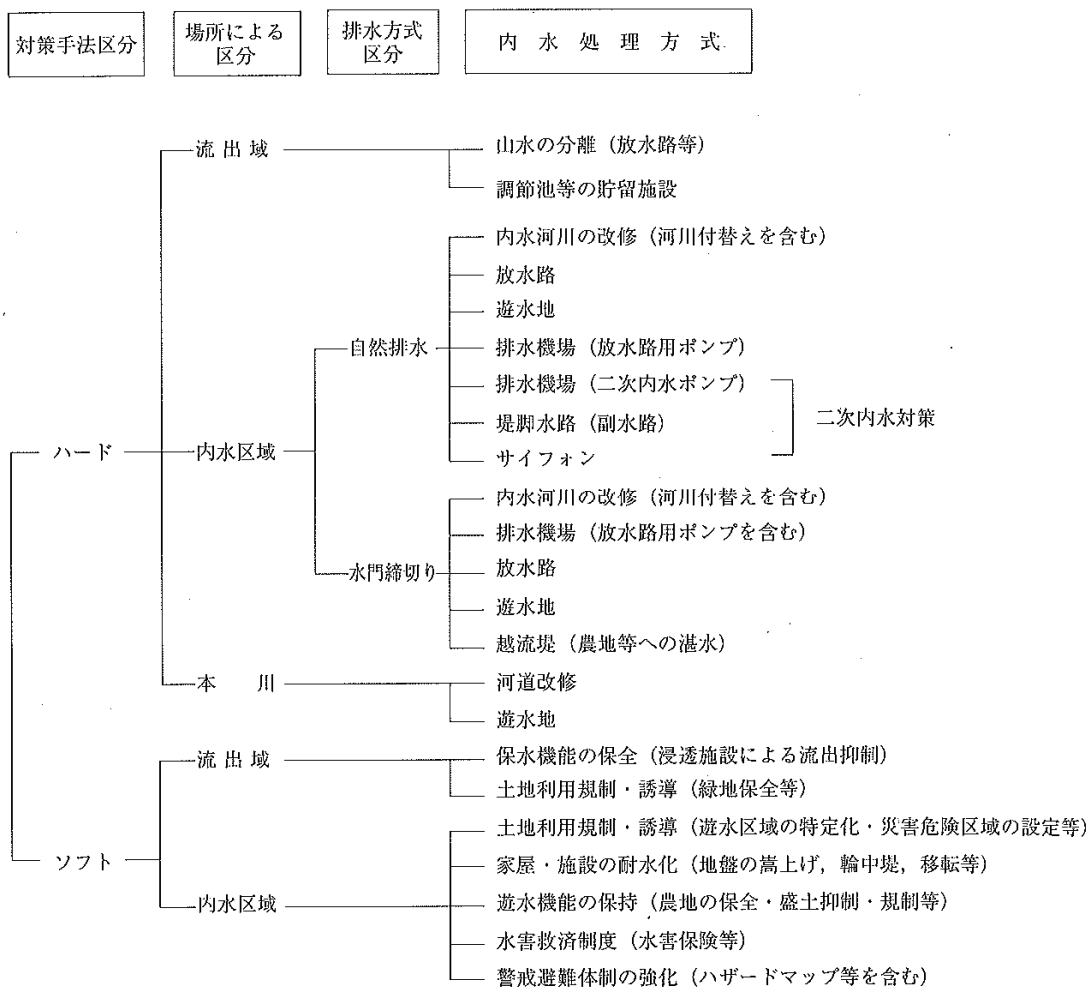 対策手法区分
場所による
区分
排水方式
区分
内水処理方式
流出域
山水の分離（放水路等）
調節池等の貯留施設
内水河川の改修（河川付替えを含む）
放水路
遊水地
自然排水
排水機場（放水路用ポンプ）
排水機場（二次内水ポンプ）
堤脚水路（副水路）
二次内水対策
ハード
内水区域
サイフォン
内水河川の改修（河川付替えを含む）
排水機場（放水路用ポンプを含む）
水門締切り
放水路
遊水地
越流堤（農地等への湛水）
本川
河道改修
遊水地
流出域
保水機能の保全（浸透施設による流出抑制）
土地利用規制・誘導（緑地保全等）
土地利用規制・誘導（遊水区域の特定化・災害危険区域の設定等）
ソフト
家屋・施設の耐水化（地盤の嵩上げ，輪中堤，移転等）
内水区域
遊水機能の保持（農地の保全・盛土抑制・規制等）
水害救済制度（水害保険等）
警戒避難体制の強化（ハザードマップ等を含む）